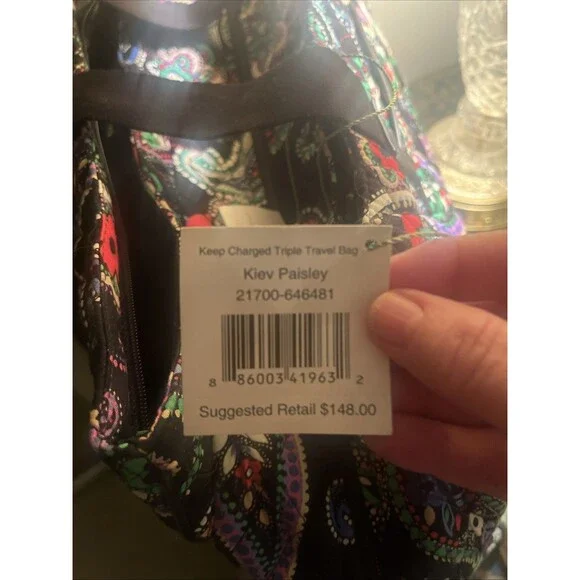 Keep Charged Triple Travel Bag
Kiev Paisley
21700-646481
8 86003 41963 2
Suggested Retail $148.00